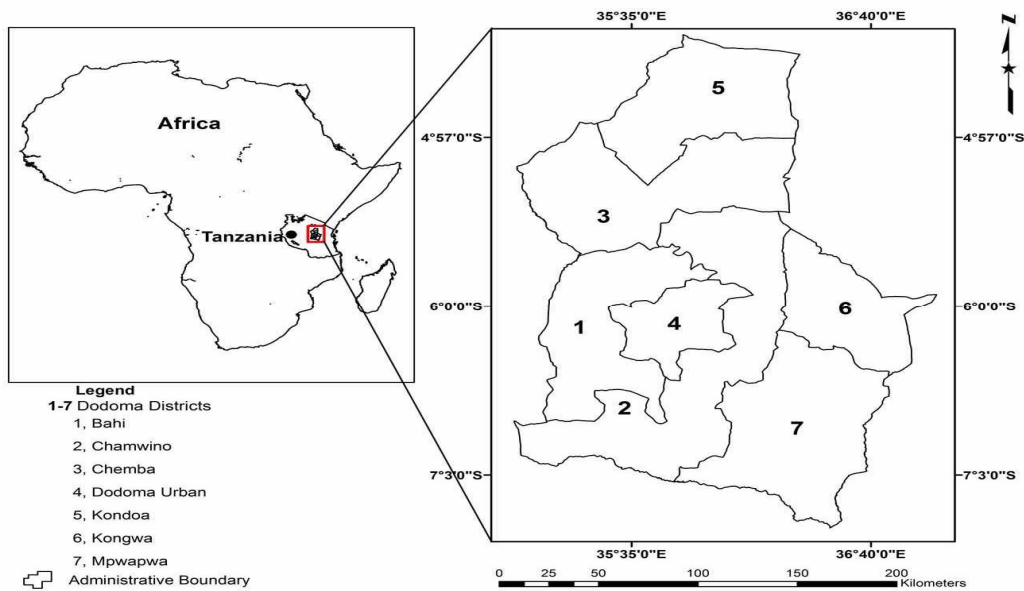 Africa
Tanzania
Legend
1-7 Dodoma Districts
1, Bahi
2, Chamwino
3, Chemba
4, Dodoma Urban
5, Kondoa
6, Kongwa
7, Mpwapwa
Administrative Boundary
35°35'0"E 36°40'0"E
N
4°57'0"S 4°57'0"S
6°0'0"S 6°0'0"S
7°3'0"S 7°3'0"S
5
3
6
1
4
2
7
35°35'0"E 36°40'0"E
0 25 50 100 150 200
Kilometers